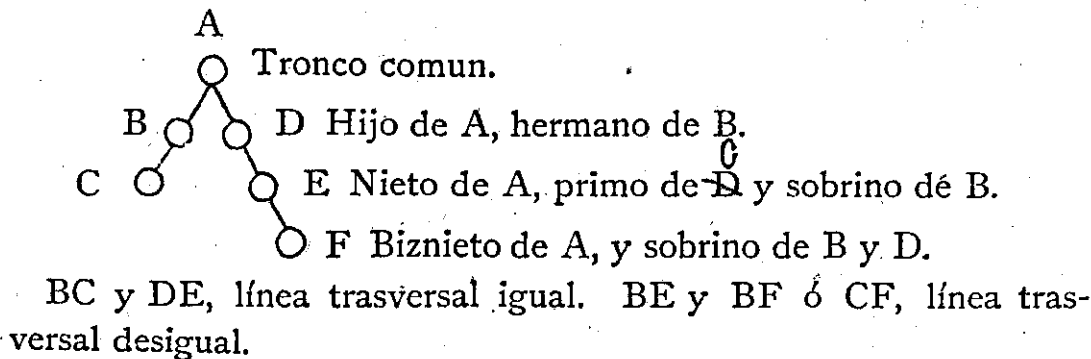 A
Tronco comun.
B D Hijo de A, hermano de B.
C
C E Nieto de A, primo de D y sobrino dé B.
F Biznieto de A, y sobrino de B y D.
BC y DE, línea trasversal igual. BE y BF ó CF, línea tras-
versal desigual.